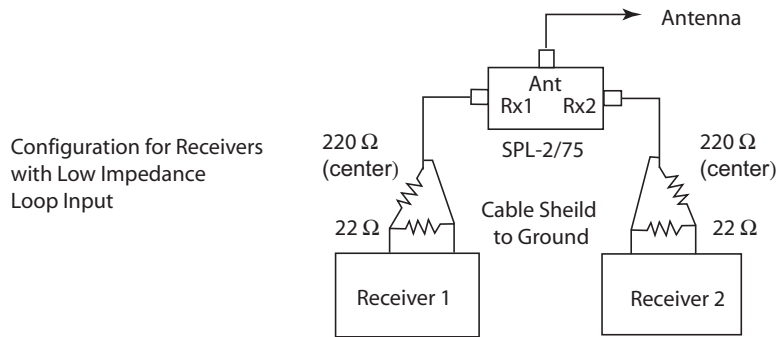 Antenna
Ant
Rx1 Rx2
SPL-2/75
Configuration for Receivers
with Low Impedance
Loop Input
220 Ω
(center)
22 Ω
Cable Sheild
to Ground
220 Ω
(center)
22 Ω
Receiver 1
Receiver 2